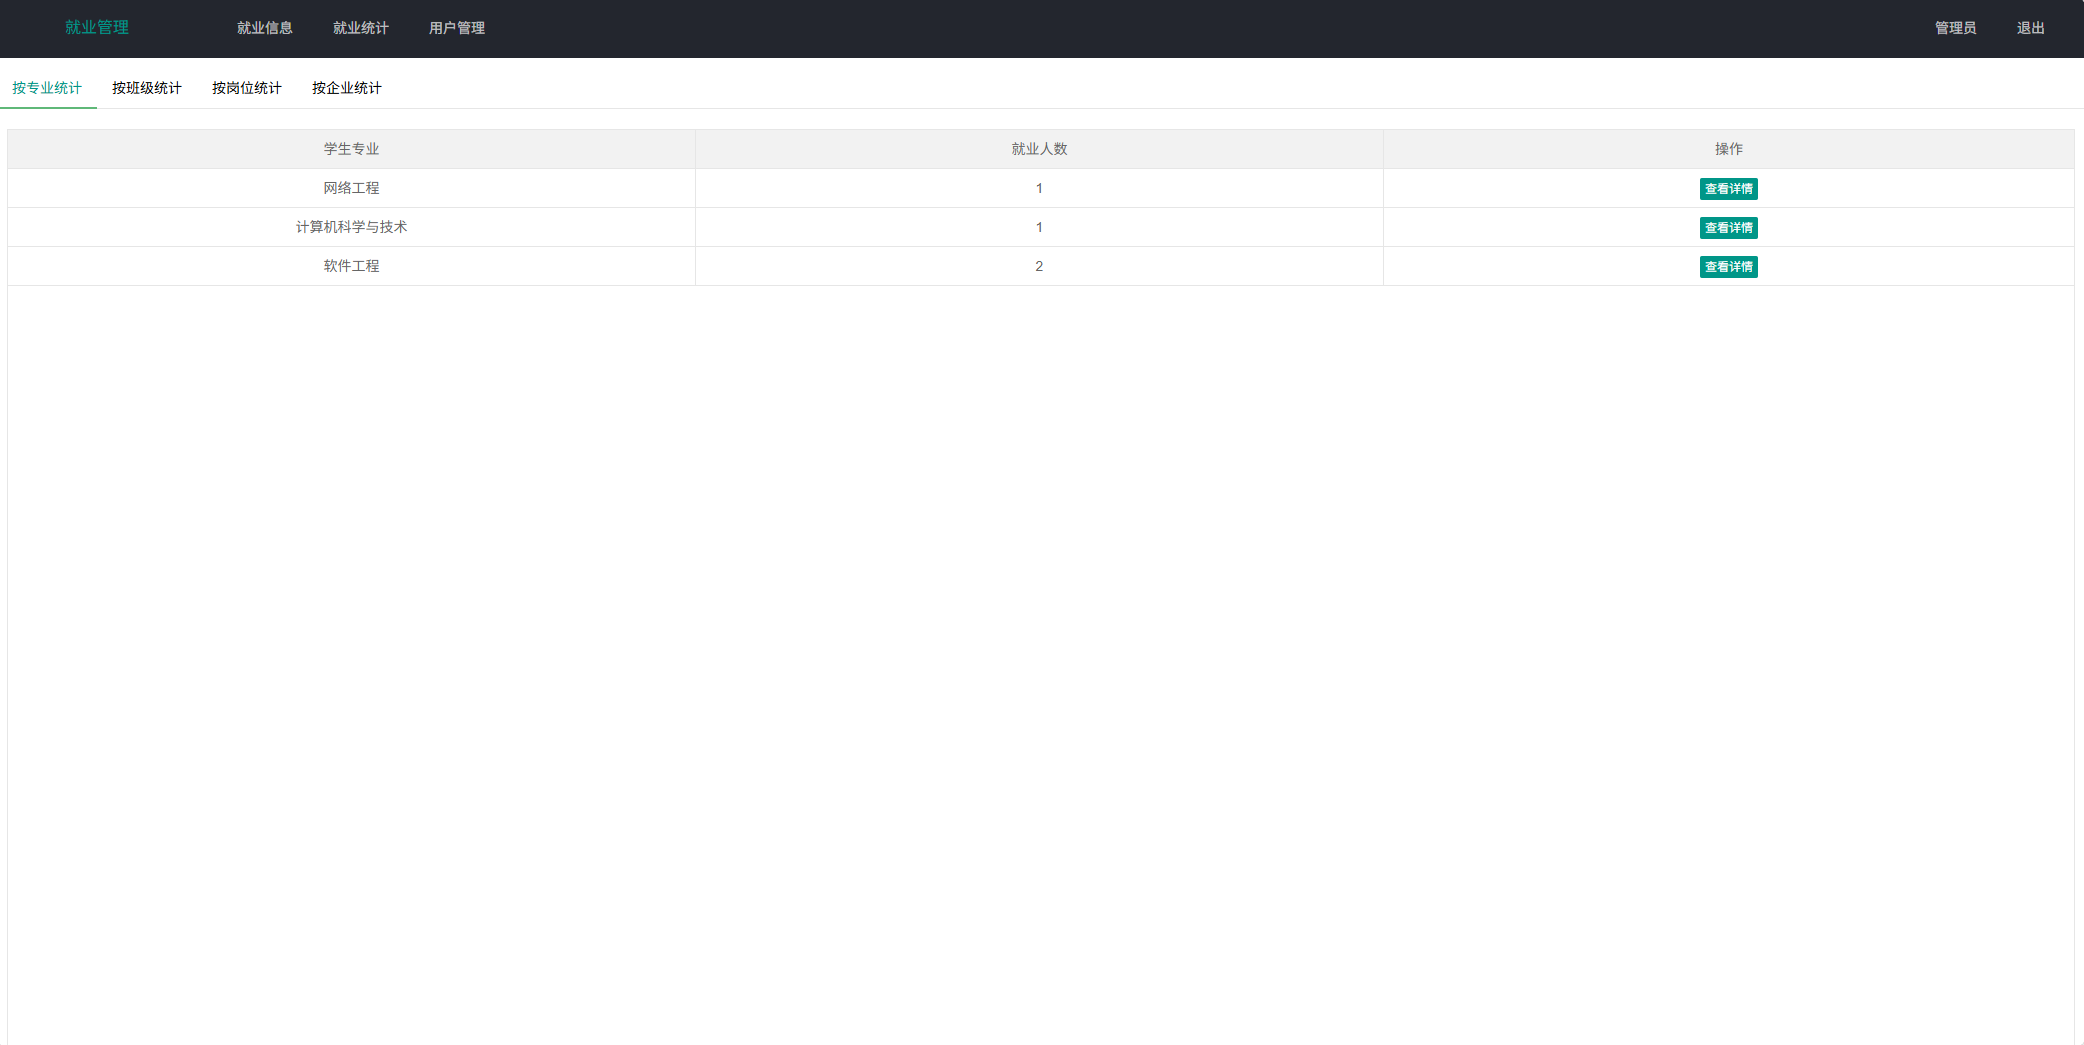 就业管理 就业信息 就业统计 用户管理 管理员 退出
按专业统计 按班级统计 按岗位统计 按企业统计
学生专业 就业人数 操作
网络工程 1 查看详情
计算机科学与技术 1 查看详情
软件工程 2 查看详情